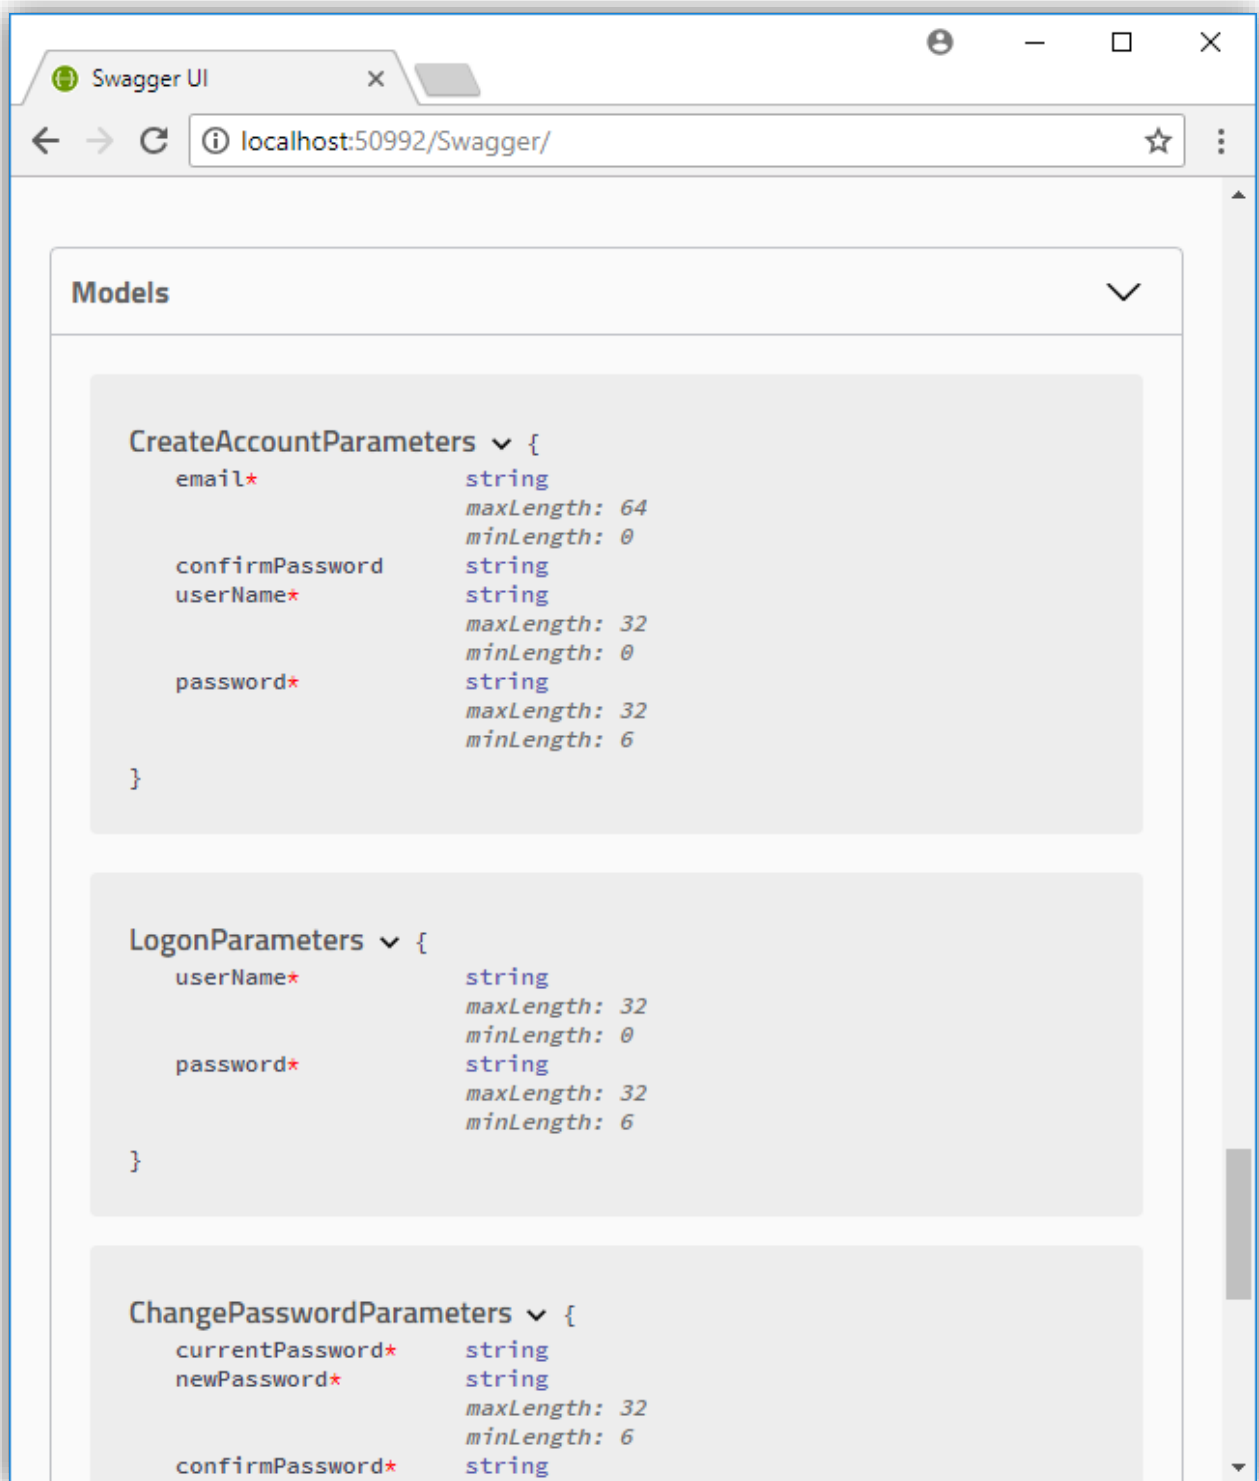 Swagger UI
localhost:50992/Swagger/
Models
CreateAccountParameters {
email* string
maxLength: 64
minLength: 0
confirmPassword string
userName* string
maxLength: 32
minLength: 0
password* string
maxLength: 32
minLength: 6
}
LogonParameters {
userName* string
maxLength: 32
minLength: 0
password* string
maxLength: 32
minLength: 6
}
ChangePasswordParameters {
currentPassword* string
newPassword* string
maxLength: 32
minLength: 6
confirmPassword* string